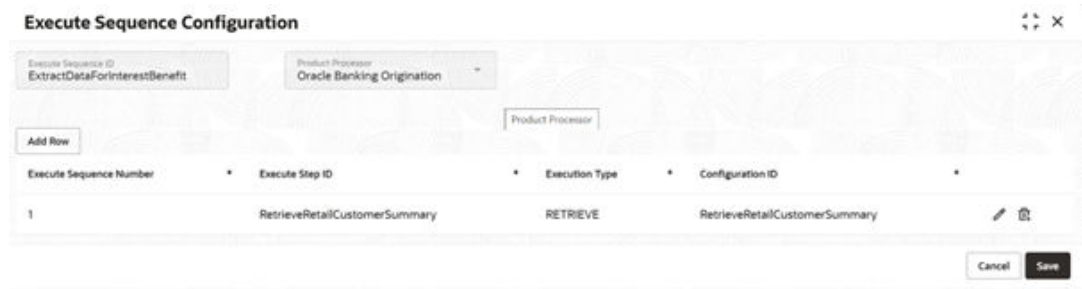 Execute Sequence Configuration
Execute Sequence ID
ExtractDataForInterestBenefit
Product Processor
Oracle Banking Origination
Product Processor
Add Row
Execute Sequence Number * Execute Step ID * Execution Type * Configuration ID *
1 RetrieveRetailCustomerSummary RETRIEVE RetrieveRetailCustomerSummary
Cancel Save